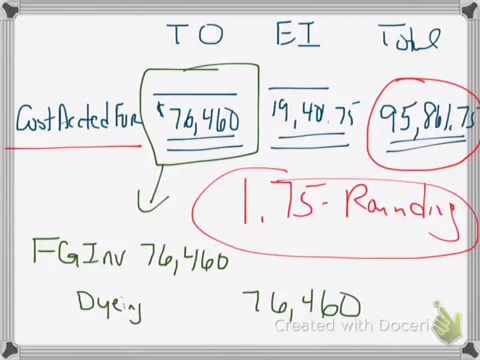 TO EI Total
Cost Accted For $76,460 19,401.75 95,861.75
1.75 - Rounding
FG Inv 76,460
Dyeing 76,460
Created with Doceri